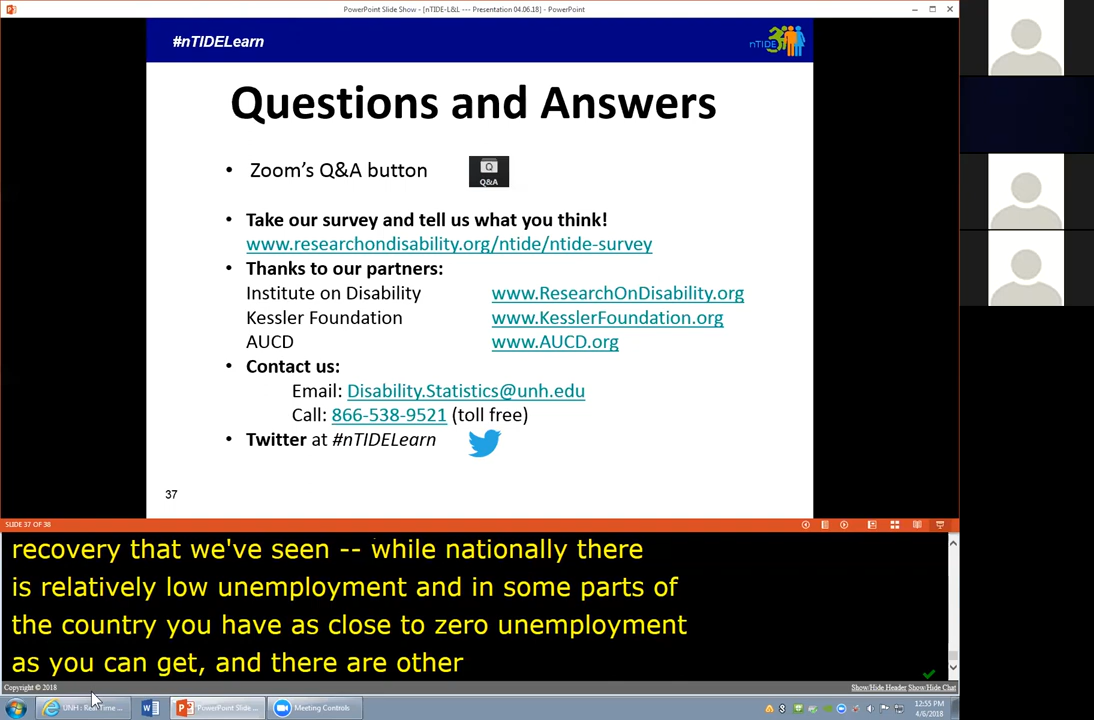 PowerPoint Slide Show - [nTIDE-L&L --- Presentation 04.06.18] - PowerPoint
#nTIDELearn
nTIDE
Questions and Answers
• Zoom's Q&A button
Q
Q&A
• Take our survey and tell us what you think!
www.researchondisability.org/ntide/ntide-survey
• Thanks to our partners:
Institute on Disability www.ResearchOnDisability.org
Kessler Foundation www.KesslerFoundation.org
AUCD www.AUCD.org
• Contact us:
Email: Disability.Statistics@unh.edu
Call: 866-538-9521 (toll free)
• Twitter at #nTIDELearn
37
SLIDE 37 OF 38
recovery that we've seen -- while nationally there
is relatively low unemployment and in some parts of
the country you have as close to zero unemployment
as you can get, and there are other
Copyright © 2018 Show/Hide Header Show/Hide Chat
UNH : RealTime ... PowerPoint Slide ... Meeting Controls 12:55 PM
4/6/2018